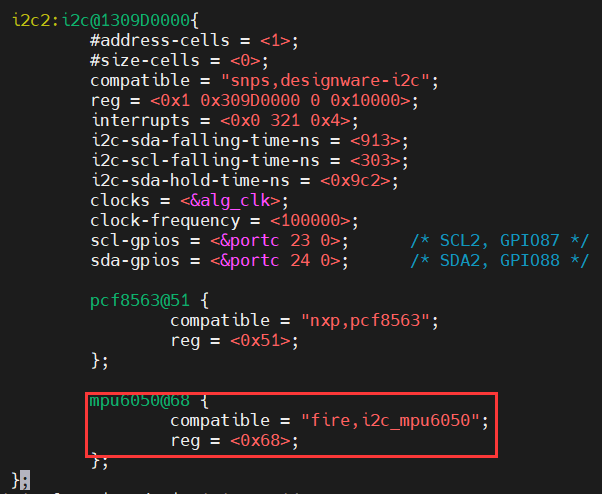 i2c2:i2c@1309D0000{
#address-cells = <1>;
#size-cells = <0>;
compatible = "snps,designware-i2c";
reg = <0x1 0x309D0000 0 0x10000>;
interrupts = <0x0 321 0x4>;
i2c-sda-falling-time-ns = <913>;
i2c-scl-falling-time-ns = <303>;
i2c-sda-hold-time-ns = <0x9c2>;
clocks = <&alg_clk>;
clock-frequency = <100000>;
scl-gpios = <&portc 23 0>; /* SCL2, GPIO87 */
sda-gpios = <&portc 24 0>; /* SDA2, GPIO88 */
pcf8563@51 {
compatible = "nxp,pcf8563";
reg = <0x51>;
};
mpu6050@68 {
compatible = "fire,i2c_mpu6050";
reg = <0x68>;
};
};